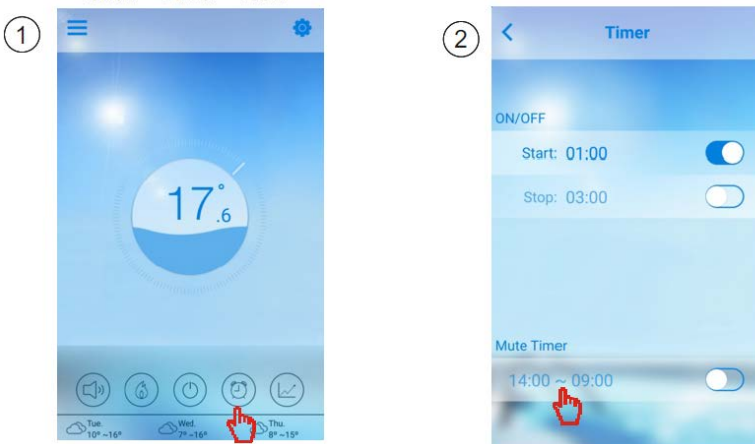 1
17°.6
Tue.
10°~16°
Wed.
7°~16°
Thu.
8°~15°
2
Timer
ON/OFF
Start: 01:00
Stop: 03:00
Mute Timer
14:00 ~ 09:00